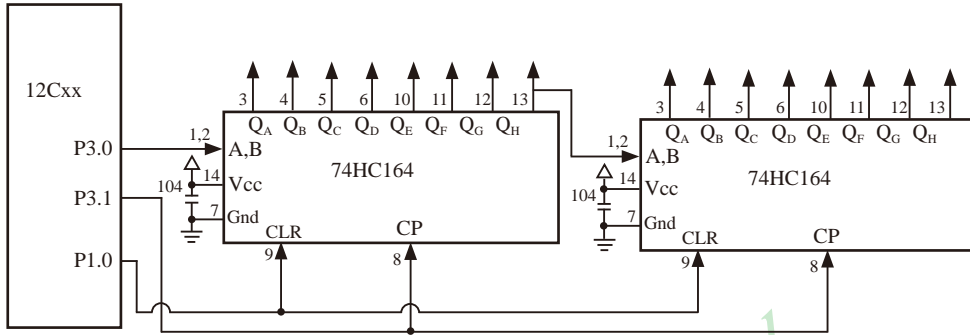 12Cxx
P3.0
P3.1
P1.0
3 4 5 6 10 11 12 13
QA QB QC QD QE QF QG QH
1,2
A,B
74HC164
14
Vcc
104
7
Gnd
CLR
CP
9
8
3 4 5 6 10 11 12 13
QA QB QC QD QE QF QG QH
1,2
A,B
74HC164
14
Vcc
104
7
Gnd
CLR
CP
9
8